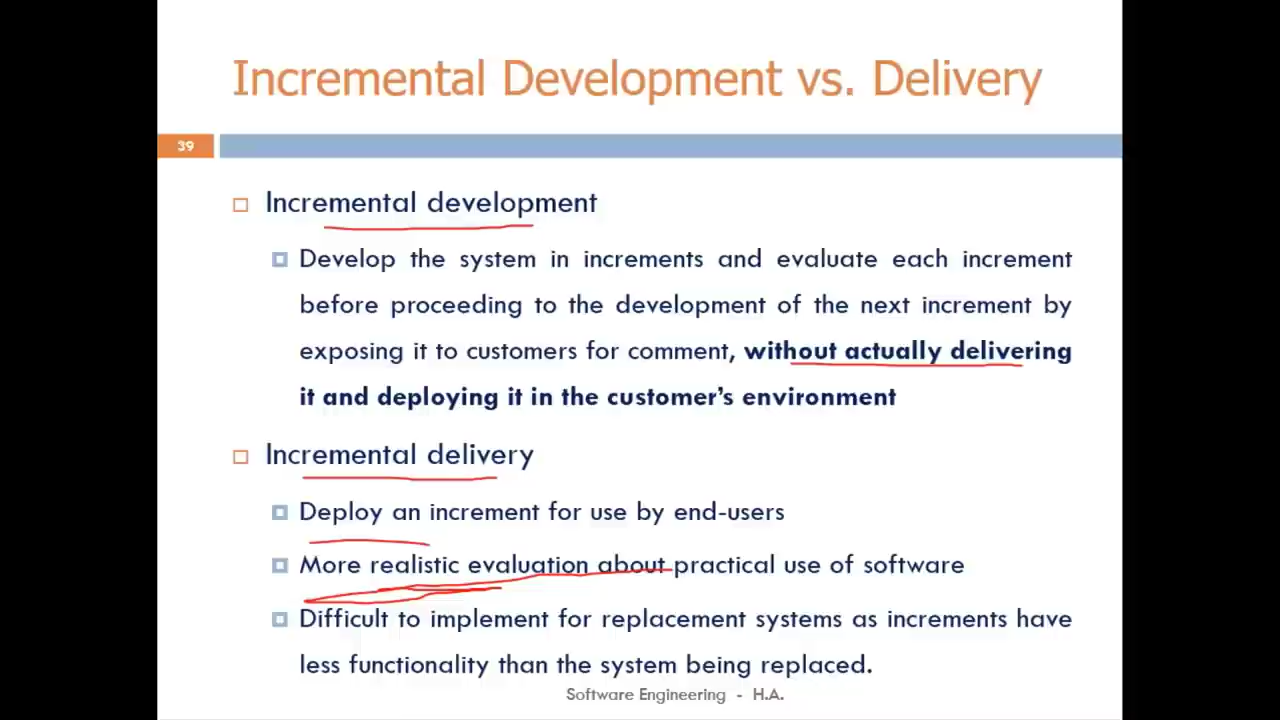 Incremental Development vs. Delivery
39
Incremental development
Develop the system in increments and evaluate each increment
before proceeding to the development of the next increment by
exposing it to customers for comment, without actually delivering
it and deploying it in the customer's environment
Incremental delivery
Deploy an increment for use by end-users
More realistic evaluation about practical use of software
Difficult to implement for replacement systems as increments have
less functionality than the system being replaced.
Software Engineering - H.A.